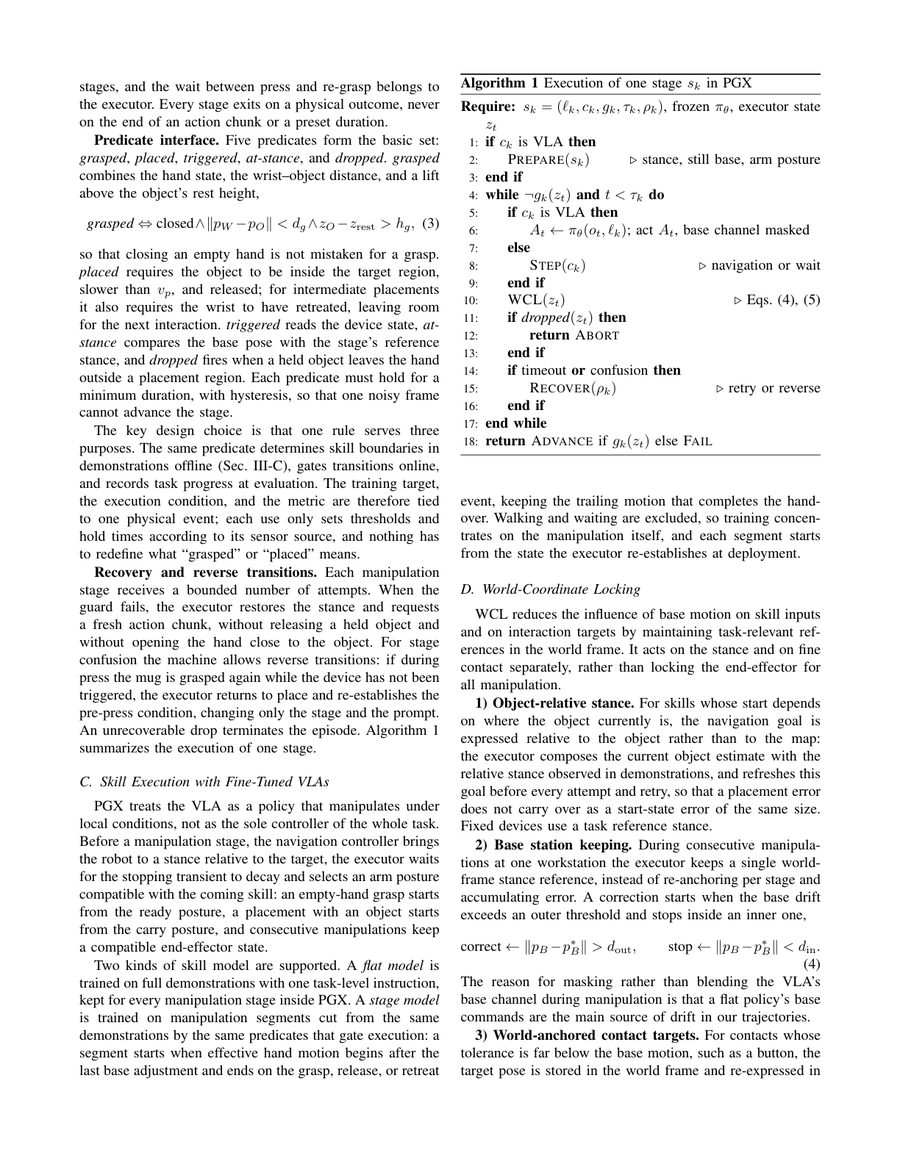 stages, and the wait between press and re-grasp belongs to
the executor. Every stage exits on a physical outcome, never
on the end of an action chunk or a preset duration.
Predicate interface. Five predicates form the basic set:
grasped, placed, triggered, at-stance, and dropped. grasped
combines the hand state, the wrist–object distance, and a lift
above the object's rest height,
grasped ⇔ closed∧∥p_W − p_O∥ < d_g ∧ z_O − z_rest > h_g, (3)
so that closing an empty hand is not mistaken for a grasp.
placed requires the object to be inside the target region,
slower than v_p, and released; for intermediate placements
it also requires the wrist to have retreated, leaving room
for the next interaction. triggered reads the device state, at-
stance compares the base pose with the stage's reference
stance, and dropped fires when a held object leaves the hand
outside a placement region. Each predicate must hold for a
minimum duration, with hysteresis, so that one noisy frame
cannot advance the stage.
The key design choice is that one rule serves three
purposes. The same predicate determines skill boundaries in
demonstrations offline (Sec. III-C), gates transitions online,
and records task progress at evaluation. The training target,
the execution condition, and the metric are therefore tied
to one physical event; each use only sets thresholds and
hold times according to its sensor source, and nothing has
to redefine what “grasped” or “placed” means.
Recovery and reverse transitions. Each manipulation
stage receives a bounded number of attempts. When the
guard fails, the executor restores the stance and requests
a fresh action chunk, without releasing a held object and
without opening the hand close to the object. For stage
confusion the machine allows reverse transitions: if during
press the mug is grasped again while the device has not been
triggered, the executor returns to place and re-establishes the
pre-press condition, changing only the stage and the prompt.
An unrecoverable drop terminates the episode. Algorithm 1
summarizes the execution of one stage.
C. Skill Execution with Fine-Tuned VLAs
PGX treats the VLA as a policy that manipulates under
local conditions, not as the sole controller of the whole task.
Before a manipulation stage, the navigation controller brings
the robot to a stance relative to the target, the executor waits
for the stopping transient to decay and selects an arm posture
compatible with the coming skill: an empty-hand grasp starts
from the ready posture, a placement with an object starts
from the carry posture, and consecutive manipulations keep
a compatible end-effector state.
Two kinds of skill model are supported. A flat model is
trained on full demonstrations with one task-level instruction,
kept for every manipulation stage inside PGX. A stage model
is trained on manipulation segments cut from the same
demonstrations by the same predicates that gate execution: a
segment starts when effective hand motion begins after the
last base adjustment and ends on the grasp, release, or retreat
Algorithm 1 Execution of one stage s_k in PGX
Require: s_k = (ℓ_k, c_k, g_k, τ_k, ρ_k), frozen π_θ, executor state
z_t
1: if c_k is VLA then
2: PREPARE(s_k) ▷ stance, still base, arm posture
3: end if
4: while ¬g_k(z_t) and t < τ_k do
5: if c_k is VLA then
6: A_t ← π_θ(o_t, ℓ_k); act A_t, base channel masked
7: else
8: STEP(c_k) ▷ navigation or wait
9: end if
10: WCL(z_t) ▷ Eqs. (4), (5)
11: if dropped(z_t) then
12: return ABORT
13: end if
14: if timeout or confusion then
15: RECOVER(ρ_k) ▷ retry or reverse
16: end if
17: end while
18: return ADVANCE if g_k(z_t) else FAIL
event, keeping the trailing motion that completes the hand-
over. Walking and waiting are excluded, so training concen-
trates on the manipulation itself, and each segment starts
from the state the executor re-establishes at deployment.
D. World-Coordinate Locking
WCL reduces the influence of base motion on skill inputs
and on interaction targets by maintaining task-relevant ref-
erences in the world frame. It acts on the stance and on fine
contact separately, rather than locking the end-effector for
all manipulation.
1) Object-relative stance. For skills whose start depends
on where the object currently is, the navigation goal is
expressed relative to the object rather than to the map:
the executor composes the current object estimate with the
relative stance observed in demonstrations, and refreshes this
goal before every attempt and retry, so that a placement error
does not carry over as a start-state error of the same size.
Fixed devices use a task reference stance.
2) Base station keeping. During consecutive manipula-
tions at one workstation the executor keeps a single world-
frame stance reference, instead of re-anchoring per stage and
accumulating error. A correction starts when the base drift
exceeds an outer threshold and stops inside an inner one,
correct ← ∥p_B − p*_B∥ > d_out, stop ← ∥p_B − p*_B∥ < d_in.
(4)
The reason for masking rather than blending the VLA's
base channel during manipulation is that a flat policy's base
commands are the main source of drift in our trajectories.
3) World-anchored contact targets. For contacts whose
tolerance is far below the base motion, such as a button, the
target pose is stored in the world frame and re-expressed in